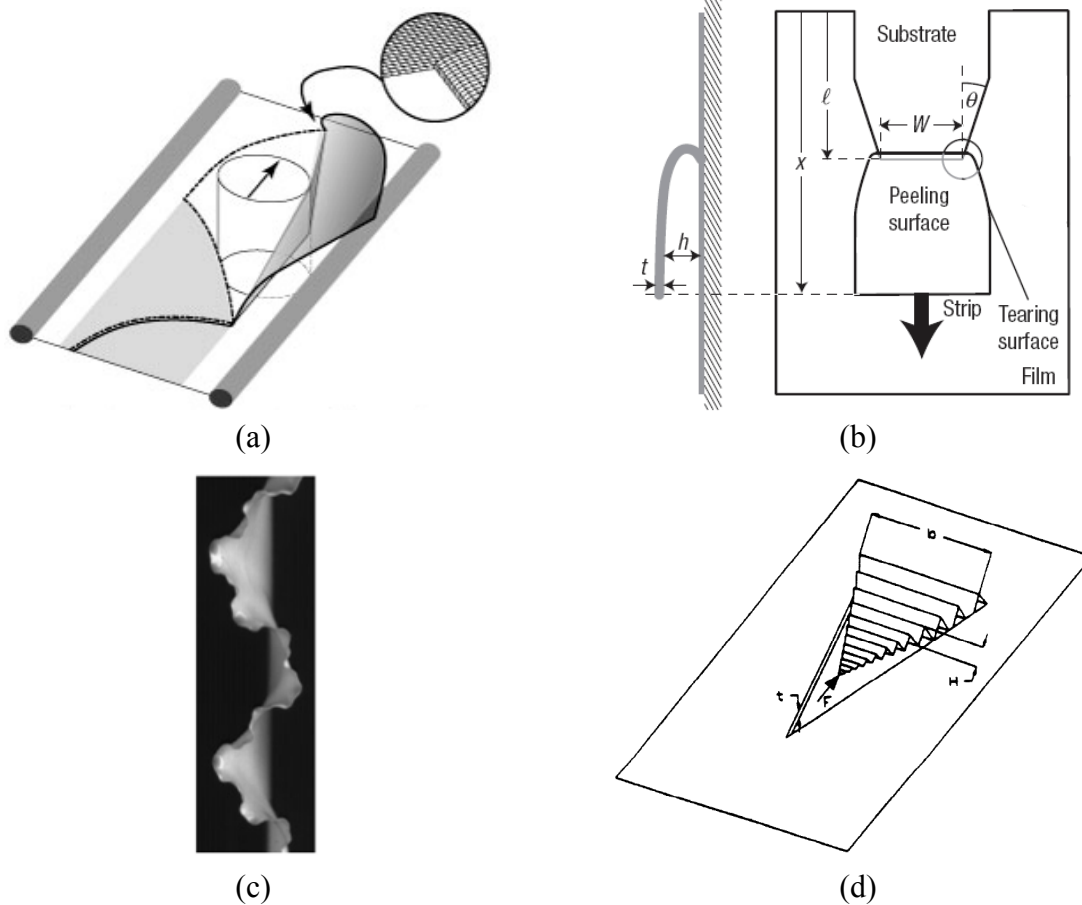 Substrate
ℓ
θ
W
x
Peeling
surface
h
t
Strip
Tearing
surface
Film
(a)
(b)
b
H
t
F
(c)
(d)